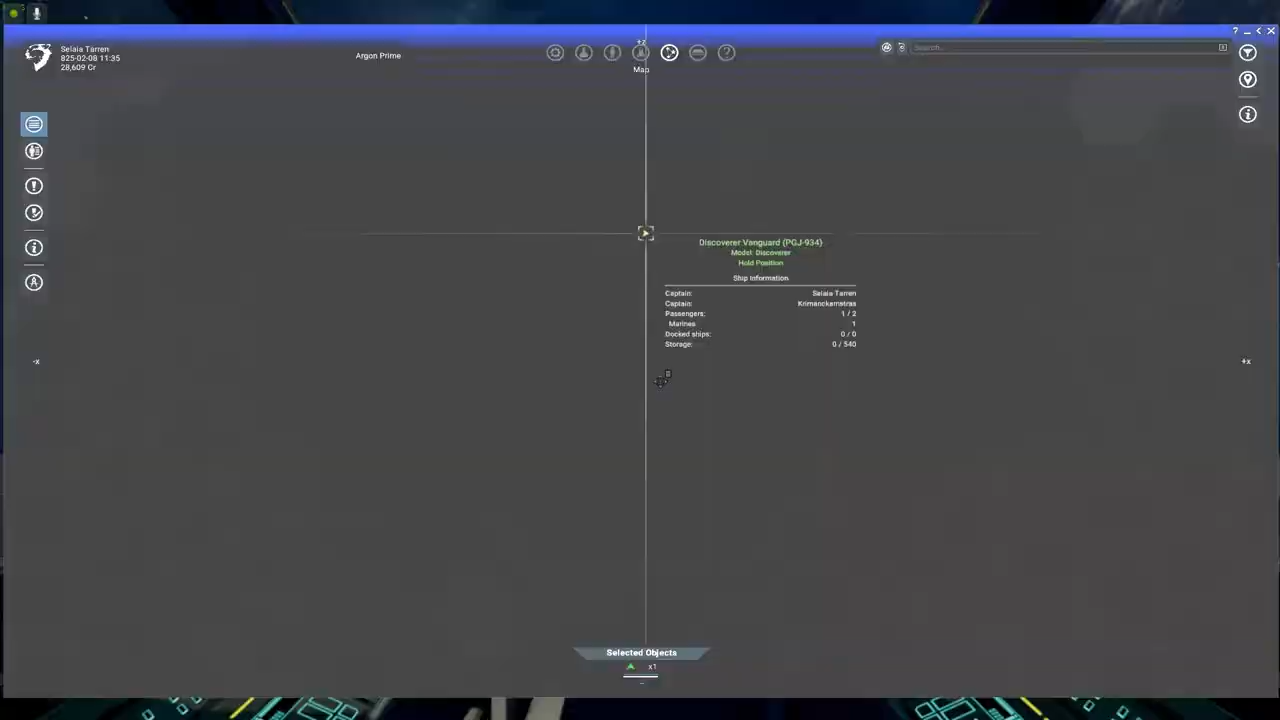 Selaia Tarren
825-02-08 11:35
28,609 Cr
Argon Prime
+z
Map
Search...
Discoverer Vanguard (PGJ-934)
Model: Discoverer
Hold Position
Ship Information
Captain: Selaia Tarren
Captain: Krimanckamstras
Passengers: 1 / 2
Marines 1
Docked ships: 0 / 0
Storage: 0 / 540
-x
+x
Selected Objects
x1